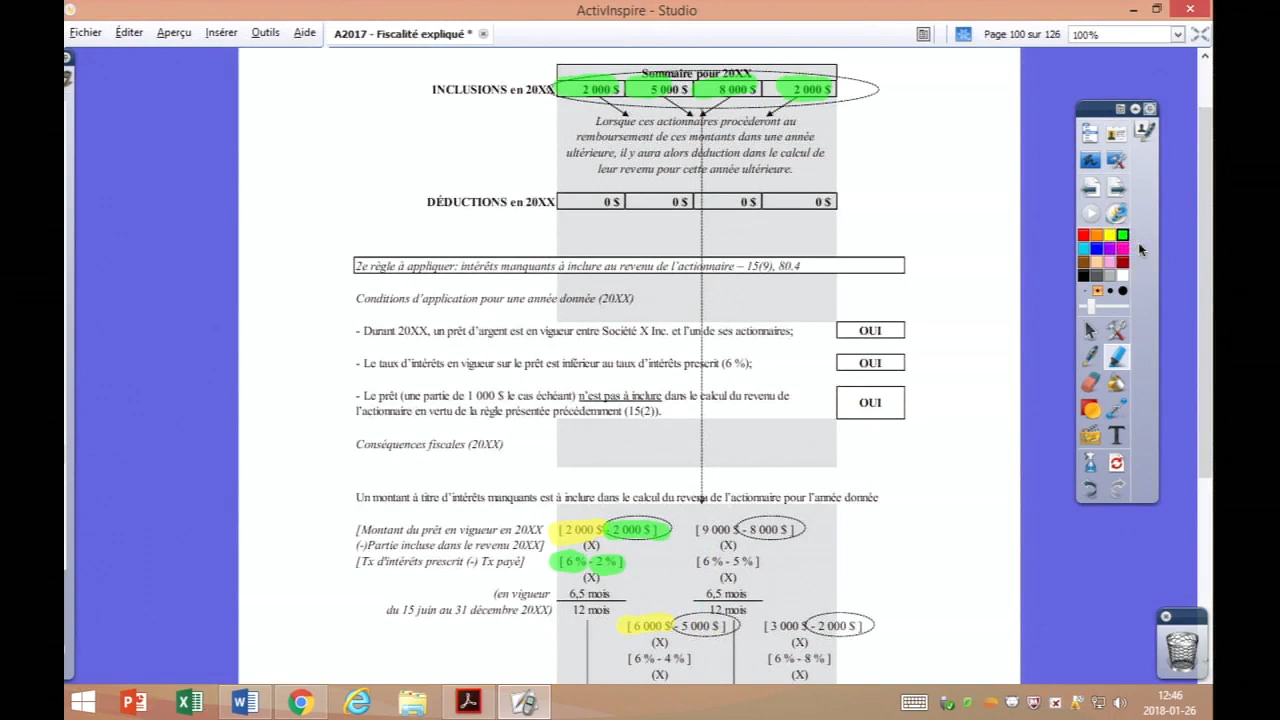 ActivInspire - Studio
Fichier Éditer Aperçu Insérer Outils Aide A2017 - Fiscalité expliqué * Page 100 sur 126 100%
Sommaire pour 20XX
INCLUSIONS en 20XX 2 000 $ 5 000 $ 8 000 $ 2 000 $
Lorsque ces actionnaires procèderont au
remboursement de ces montants dans une année
ultérieure, il y aura alors déduction dans le calcul de
leur revenu pour cette année ultérieure.
DÉDUCTIONS en 20XX 0 $ 0 $ 0 $ 0 $
2e règle à appliquer: intérêts manquants à inclure au revenu de l'actionnaire – 15(9), 80.4
Conditions d'application pour une année donnée (20XX)
- Durant 20XX, un prêt d'argent est en vigueur entre Société X Inc. et l'un de ses actionnaires; OUI
- Le taux d'intérêts en vigueur sur le prêt est inférieur au taux d'intérêts prescrit (6 %); OUI
- Le prêt (une partie de 1 000 $ le cas échéant) n'est pas à inclure dans le calcul du revenu de
l'actionnaire en vertu de la règle présentée précédemment (15(2)). OUI
Conséquences fiscales (20XX)
Un montant à titre d'intérêts manquants est à inclure dans le calcul du revenu de l'actionnaire pour l'année donnée
[Montant du prêt en vigueur en 20XX [ 2 000 $ - 2 000 $ ] [ 9 000 $ - 8 000 $ ]
(-)Partie incluse dans le revenu 20XX] (X) (X)
[Tx d'intérêts prescrit (-) Tx payé] [ 6 % - 2 % ] [ 6 % - 5 % ]
(X) (X)
(en vigueur 6,5 mois 6,5 mois
du 15 juin au 31 décembre 20XX) 12 mois 12 mois
[ 6 000 $ - 5 000 $ ] [ 3 000 $ - 2 000 $ ]
(X) (X)
[ 6 % - 4 % ] [ 6 % - 8 % ]
(X) (X)
12:46
2018-01-26